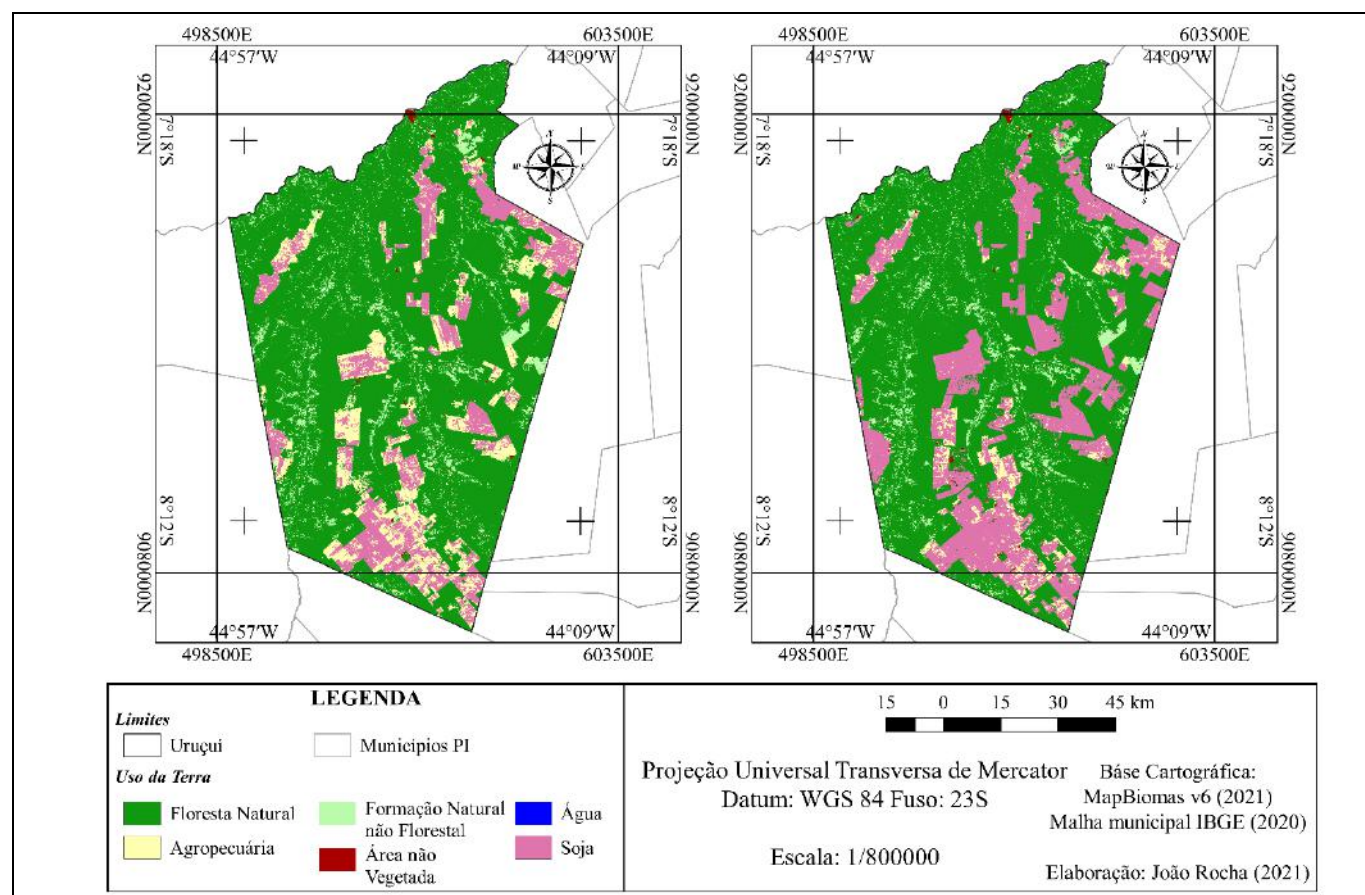 498500E 603500E
44°57'W 44°09'W
9200000N 7°18'S
7°18'S 9200000N
N
W E
S
8°12'S 9080000N
8°12'S 9080000N
44°57'W 44°09'W
498500E 603500E
498500E 603500E
44°57'W 44°09'W
9200000N 7°18'S
7°18'S 9200000N
N
W E
S
8°12'S 9080000N
8°12'S 9080000N
44°57'W 44°09'W
498500E 603500E
LEGENDA
Limites
Uruçuí Municípios PI
Uso da Terra
Floresta Natural
Agropecuária
Formação Natural
não Florestal
Área não
Vegetada
Água
Soja
15 0 15 30 45 km
Projeção Universal Transversa de Mercator
Datum: WGS 84 Fuso: 23S
Escala: 1/800000
Báse Cartográfica:
MapBiomas v6 (2021)
Malha municipal IBGE (2020)
Elaboração: João Rocha (2021)